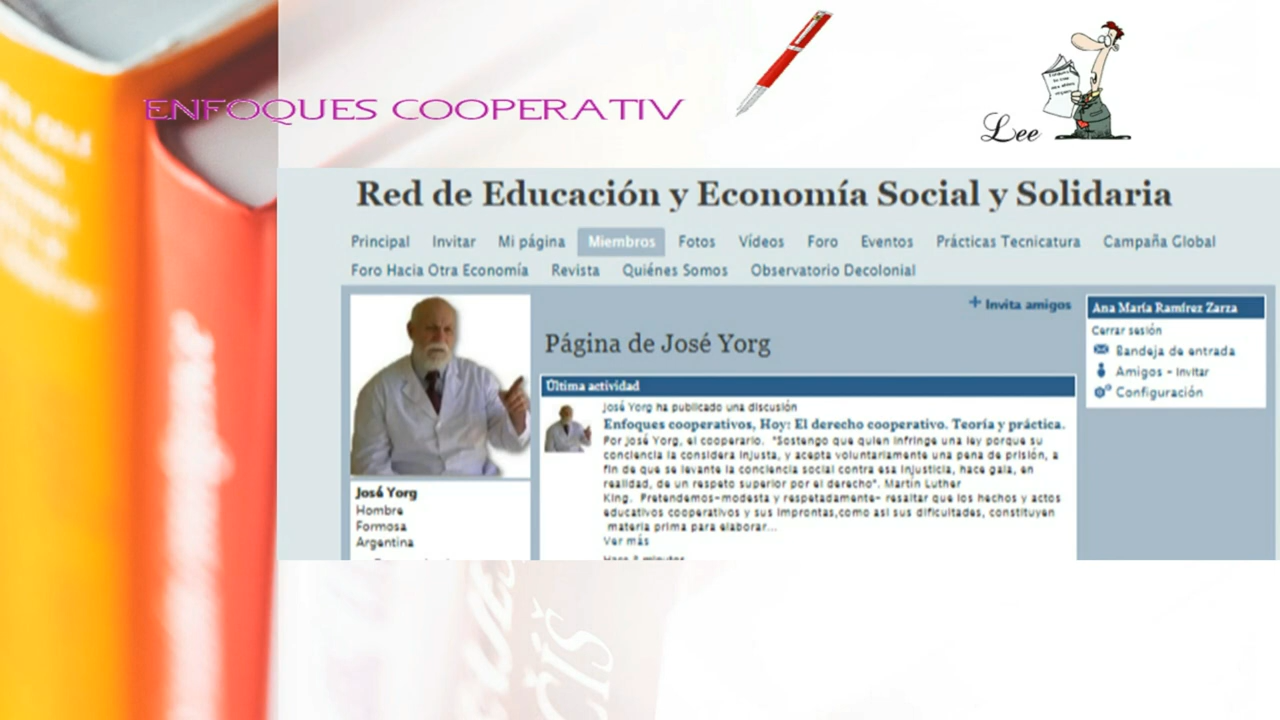 ENFOQUES COOPERATIV
Lee
Red de Educación y Economía Social y Solidaria
Principal Invitar Mi página Miembros Fotos Vídeos Foro Eventos Prácticas Tecnicatura Campaña Global
Foro Hacia Otra Economía Revista Quiénes Somos Observatorio Decolonial
+ Invita amigos
Ana María Ramírez Zarza
Cerrar sesión
Bandeja de entrada
Amigos - Invitar
Configuración
Página de José Yorg
Última actividad
José Yorg ha publicado una discusión
Enfoques cooperativos, Hoy: El derecho cooperativo. Teoría y práctica.
Por José Yorg, el cooperario. "Sostengo que quien infringe una ley porque su
conciencia la considera injusta, y acepta voluntariamente una pena de prisión, a
fin de que se levante la conciencia social contra esa injusticia, hace gala, en
realidad, de un respeto superior por el derecho". Martin Luther
King. Pretendemos-modesta y respetadamente- resaltar que los hechos y actos
educativos cooperativos y sus improntas,como asi sus dificultades, constituyen
materia prima para elaborar...
Ver más
José Yorg
Hombre
Formosa
Argentina